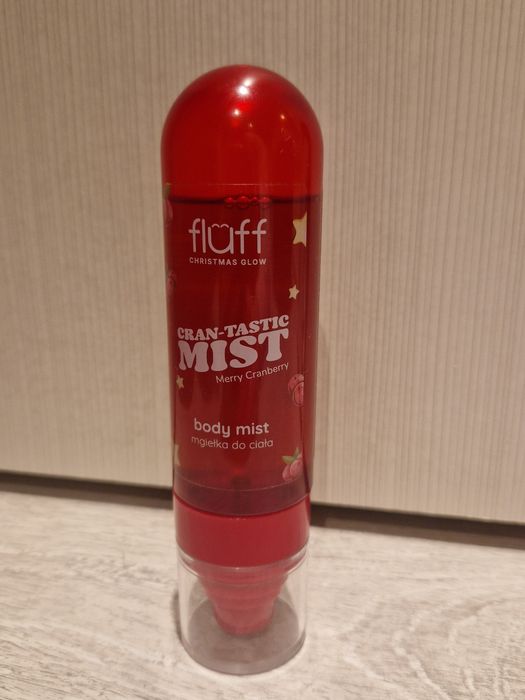 fluff
CHRISTMAS GLOW
CRAN-TASTIC
MIST
Merry Cranberry
body mist
mgiełka do ciała